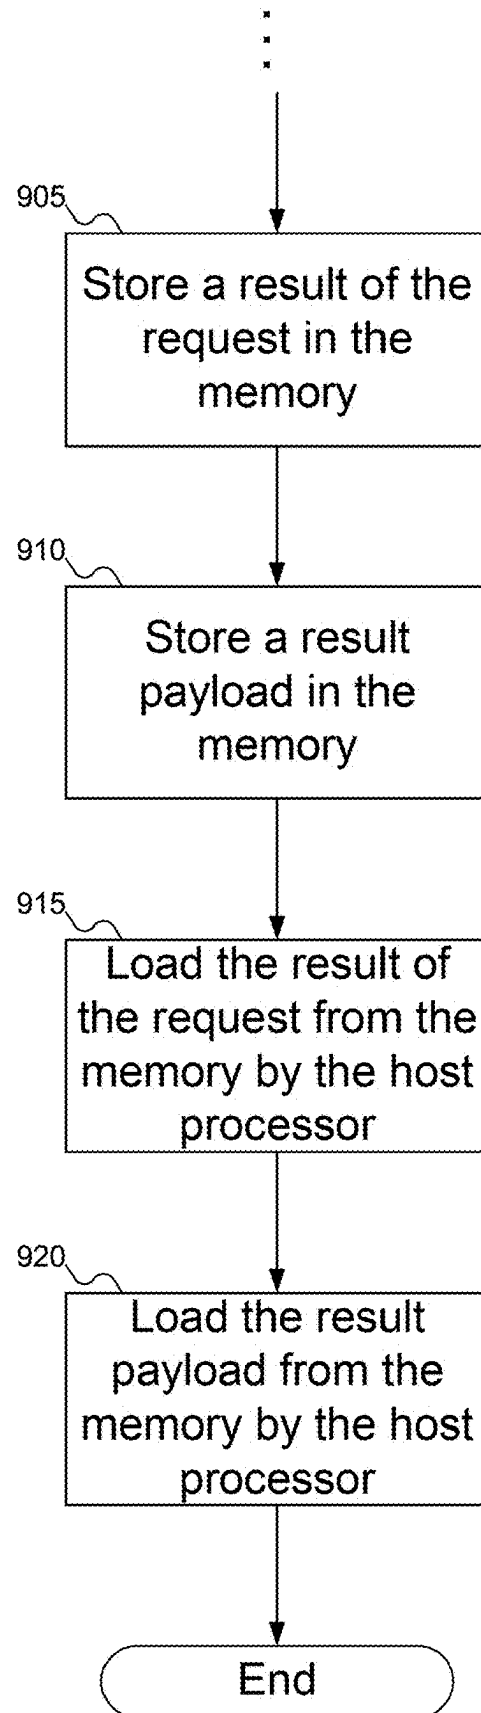 905
Store a result of the
request in the
memory
910
Store a result
payload in the
memory
915
Load the result of
the request from the
memory by the host
processor
920
Load the result
payload from the
memory by the host
processor
End